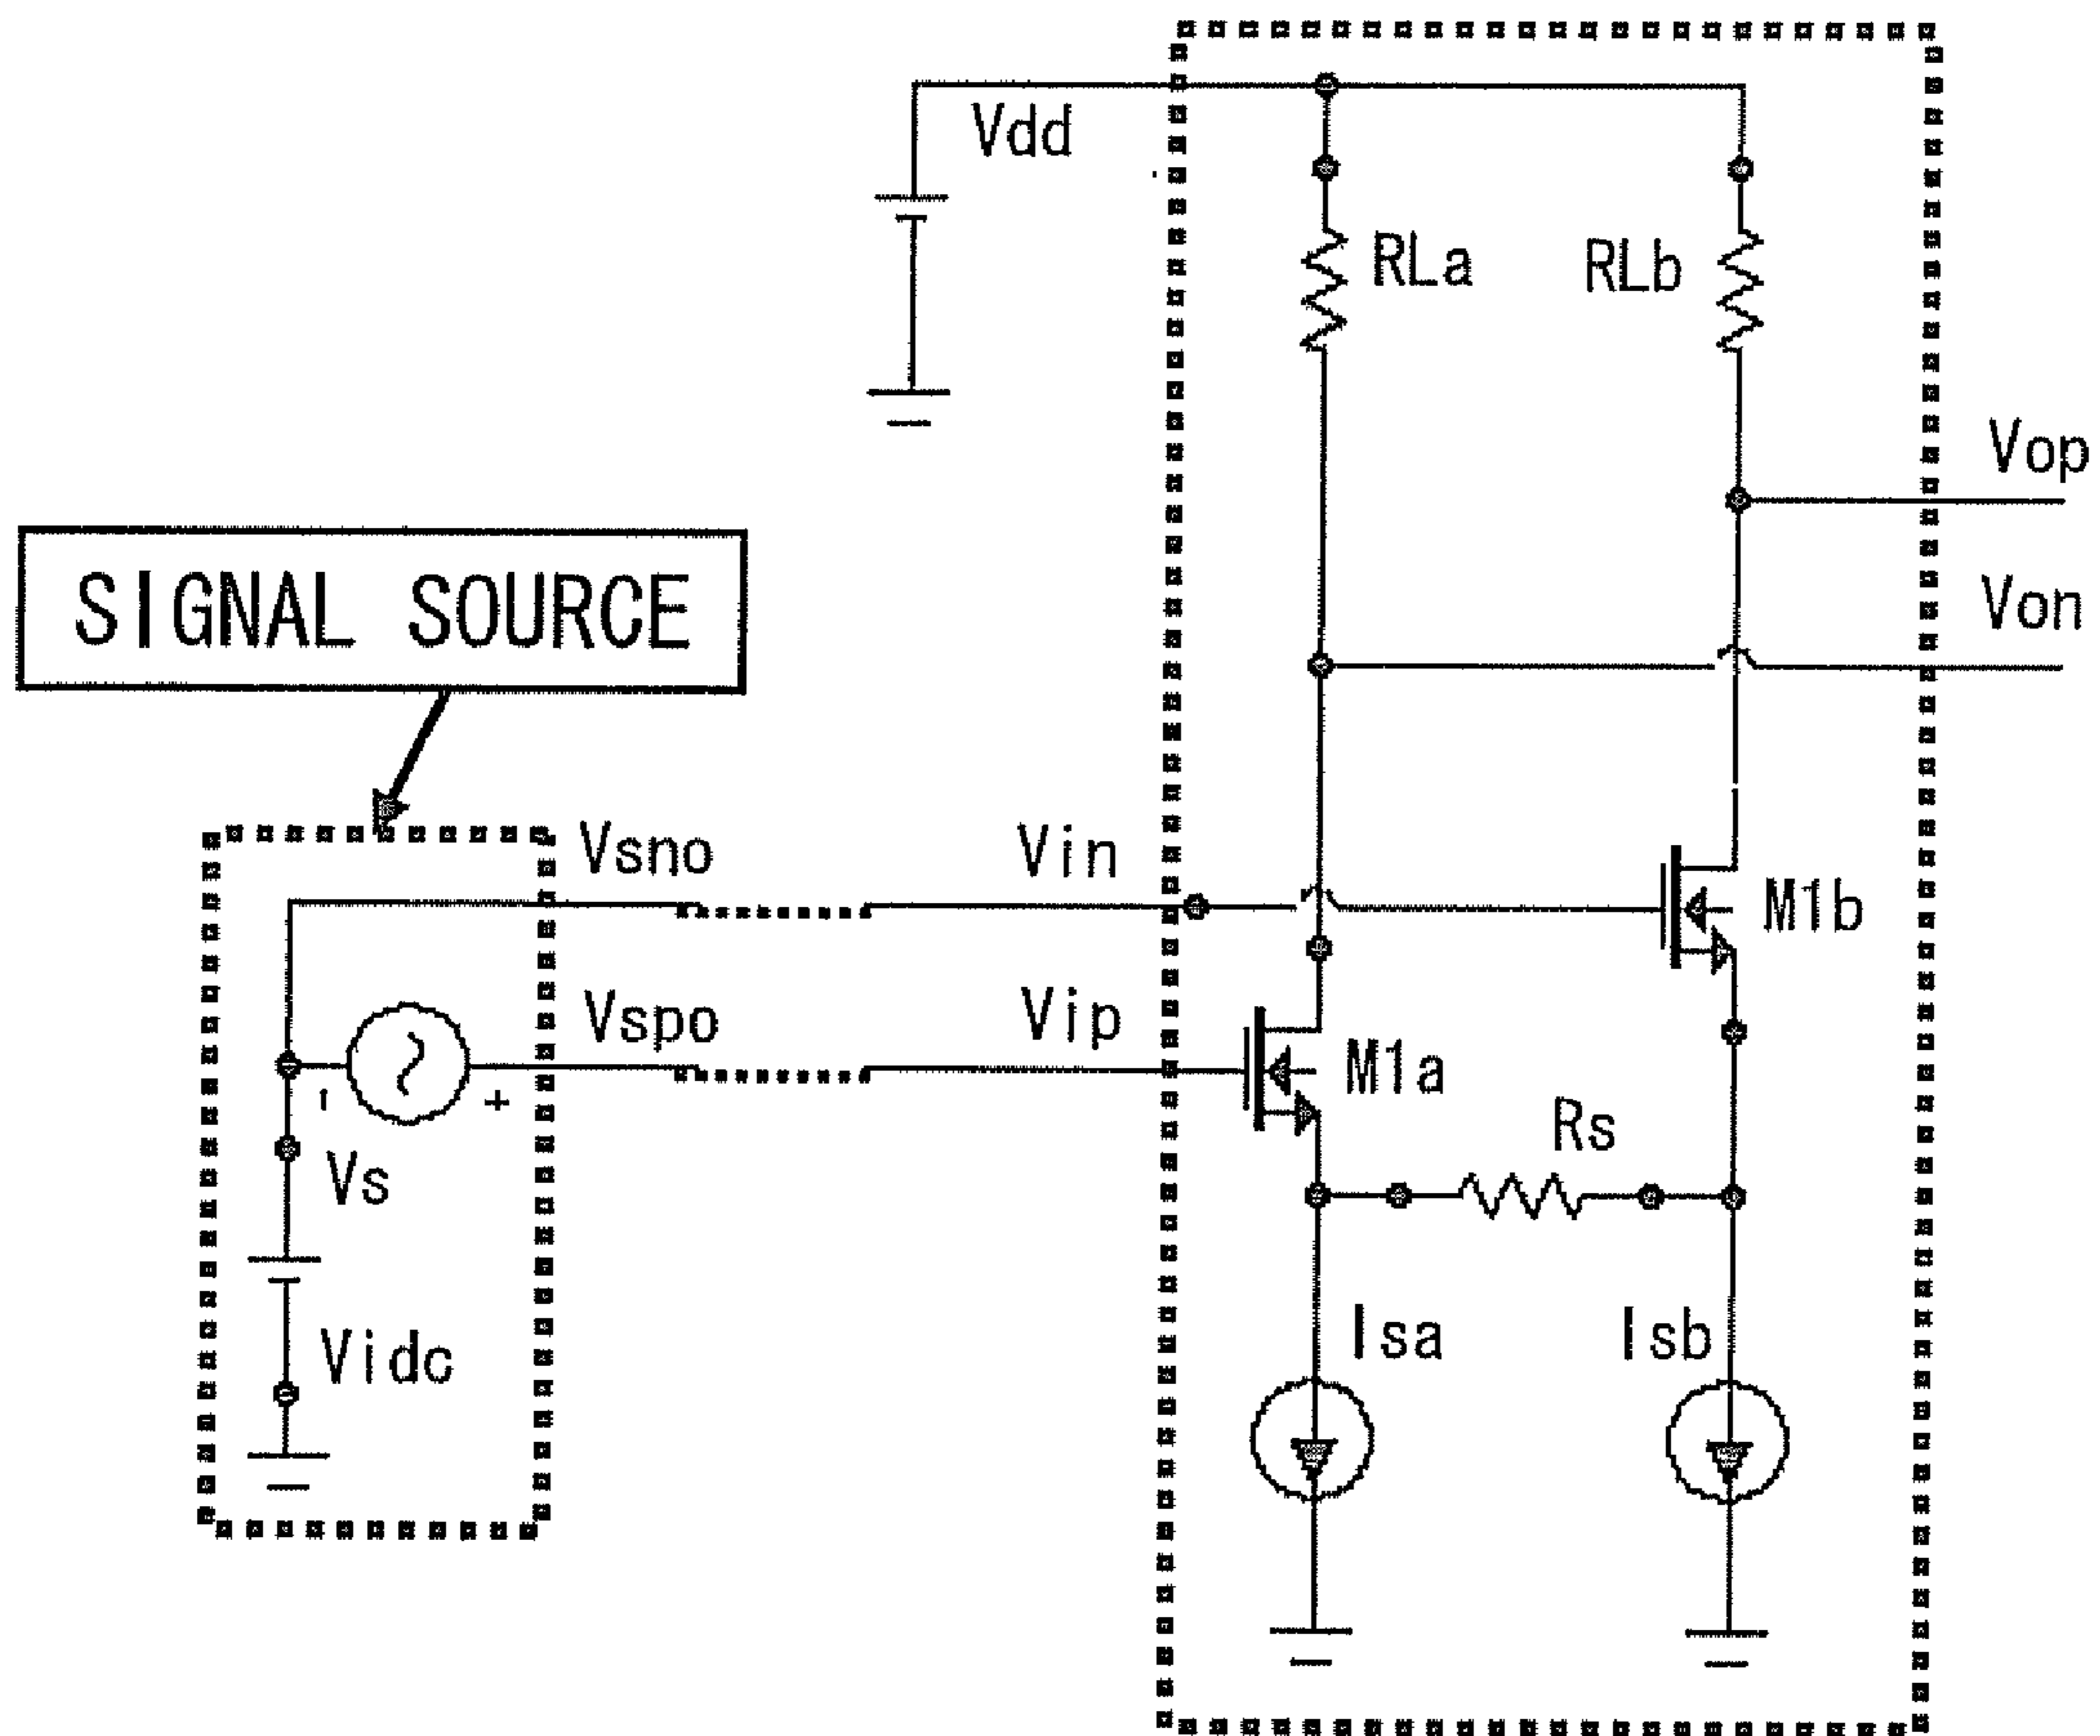 Vdd
RLa
RLb
Vop
Von
SIGNAL SOURCE
Vsno
Vin
M1b
Vspo
Vip
M1a
- +
Rs
Vs
Isa
Isb
Vidc